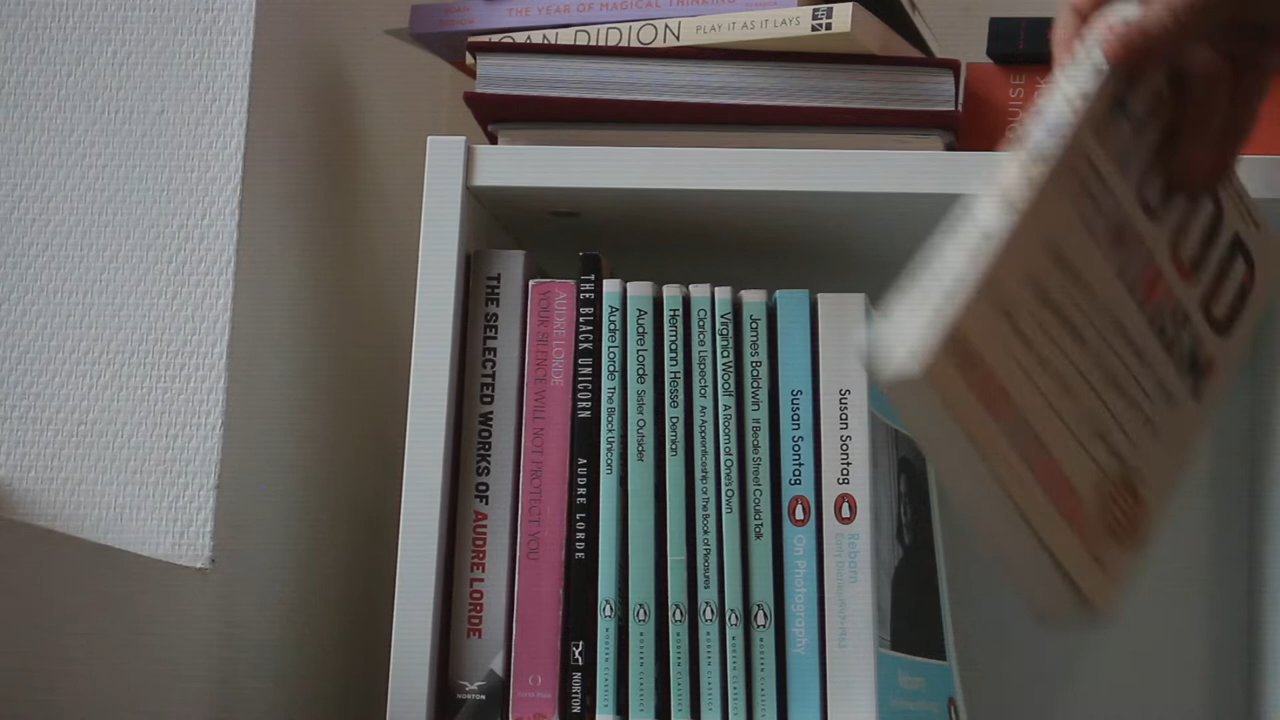 THE YEAR OF MAGICAL THINKING
JOAN DIDION PLAY IT AS IT LAYS
THE SELECTED WORKS OF AUDRE LORDE
NORTON
AUDRE LORDE
YOUR SILENCE WILL NOT PROTECT YOU
THE BLACK UNICORN AUDRE LORDE
NORTON
Audre Lorde The Black Unicorn
MODERN CLASSICS
Audre Lorde Sister Outsider
MODERN CLASSICS
Hermann Hesse Demian
MODERN CLASSICS
Clarice Lispector An Apprenticeship or The Book of Pleasures
MODERN CLASSICS
Virginia Woolf A Room of One's Own
MODERN CLASSICS
James Baldwin If Beale Street Could Talk
MODERN CLASSICS
Susan Sontag On Photography
Susan Sontag Reborn